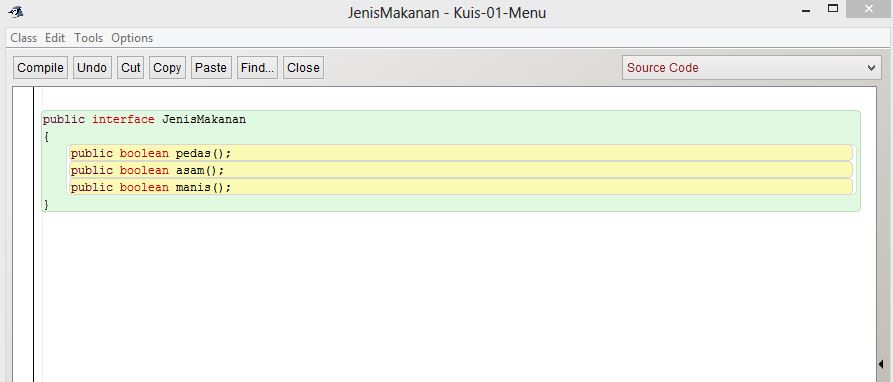 JenisMakanan - Kuis-01-Menu
Class Edit Tools Options
Compile Undo Cut Copy Paste Find... Close Source Code
public interface JenisMakanan
{
public boolean pedas();
public boolean asam();
public boolean manis();
}